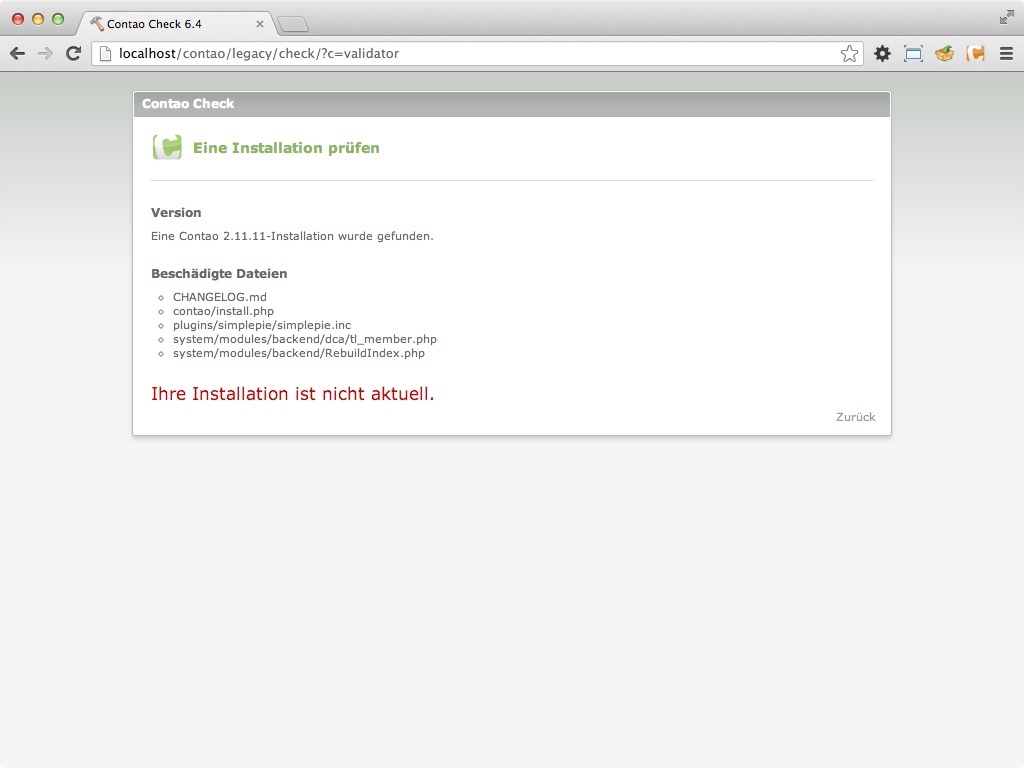 Contao Check 6.4
localhost/contao/legacy/check/?c=validator
Contao Check
Eine Installation prüfen
Version
Eine Contao 2.11.11-Installation wurde gefunden.
Beschädigte Dateien
CHANGELOG.md
contao/install.php
plugins/simplepie/simplepie.inc
system/modules/backend/dca/tl_member.php
system/modules/backend/RebuildIndex.php
Ihre Installation ist nicht aktuell.
Zurück